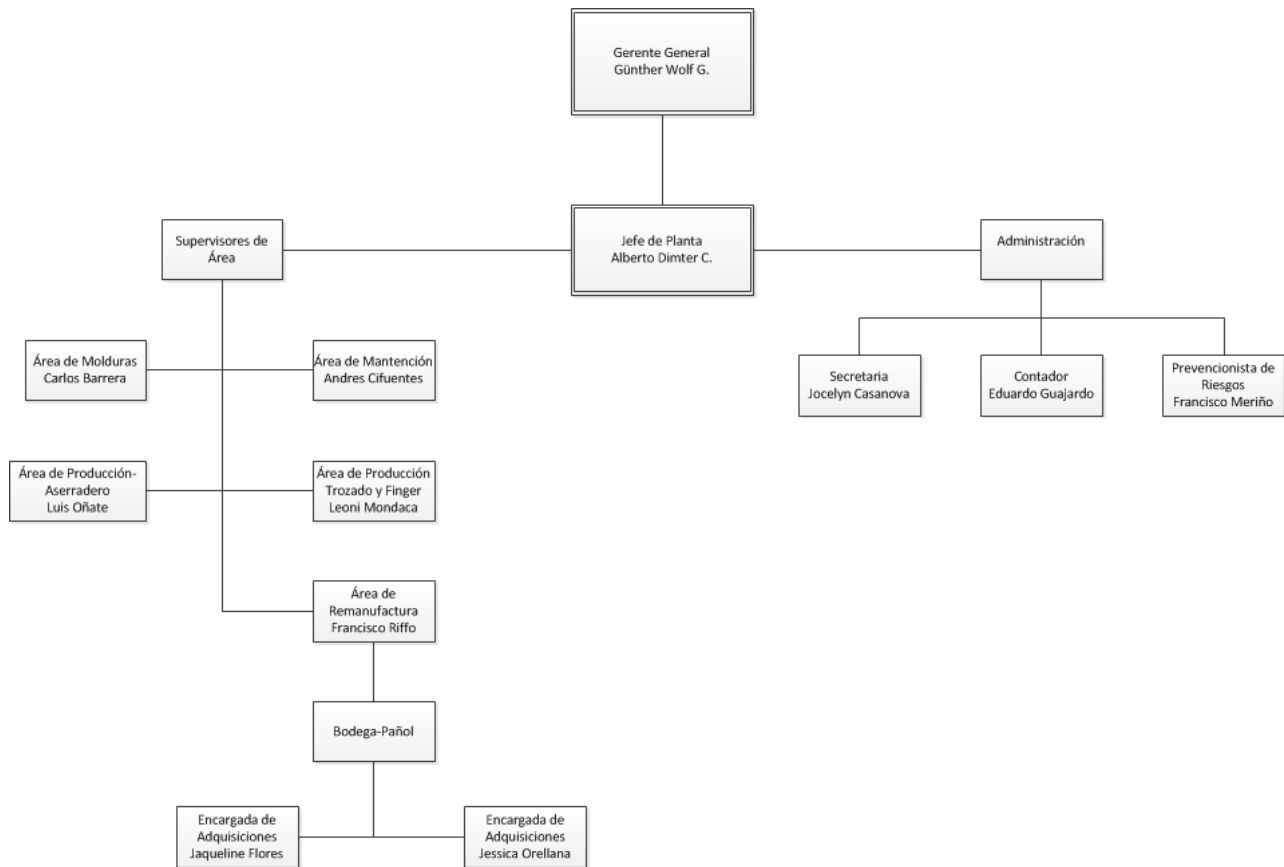 Gerente General
Günther Wolf G.
Supervisores de
Área
Jefe de Planta
Alberto Dimter C.
Administración
Área de Molduras
Carlos Barrera
Área de Mantención
Andres Cifuentes
Secretaria
Jocelyn Casanova
Contador
Eduardo Guajardo
Prevencionista de
Riesgos
Francisco Meriño
Área de Producción-
Aserradero
Luis Oñate
Área de Producción
Trozado y Finger
Leoni Mondaca
Área de
Remanufactura
Francisco Riffo
Bodega-Pañol
Encargada de
Adquisiciones
Jaqueline Flores
Encargada de
Adquisiciones
Jessica Orellana